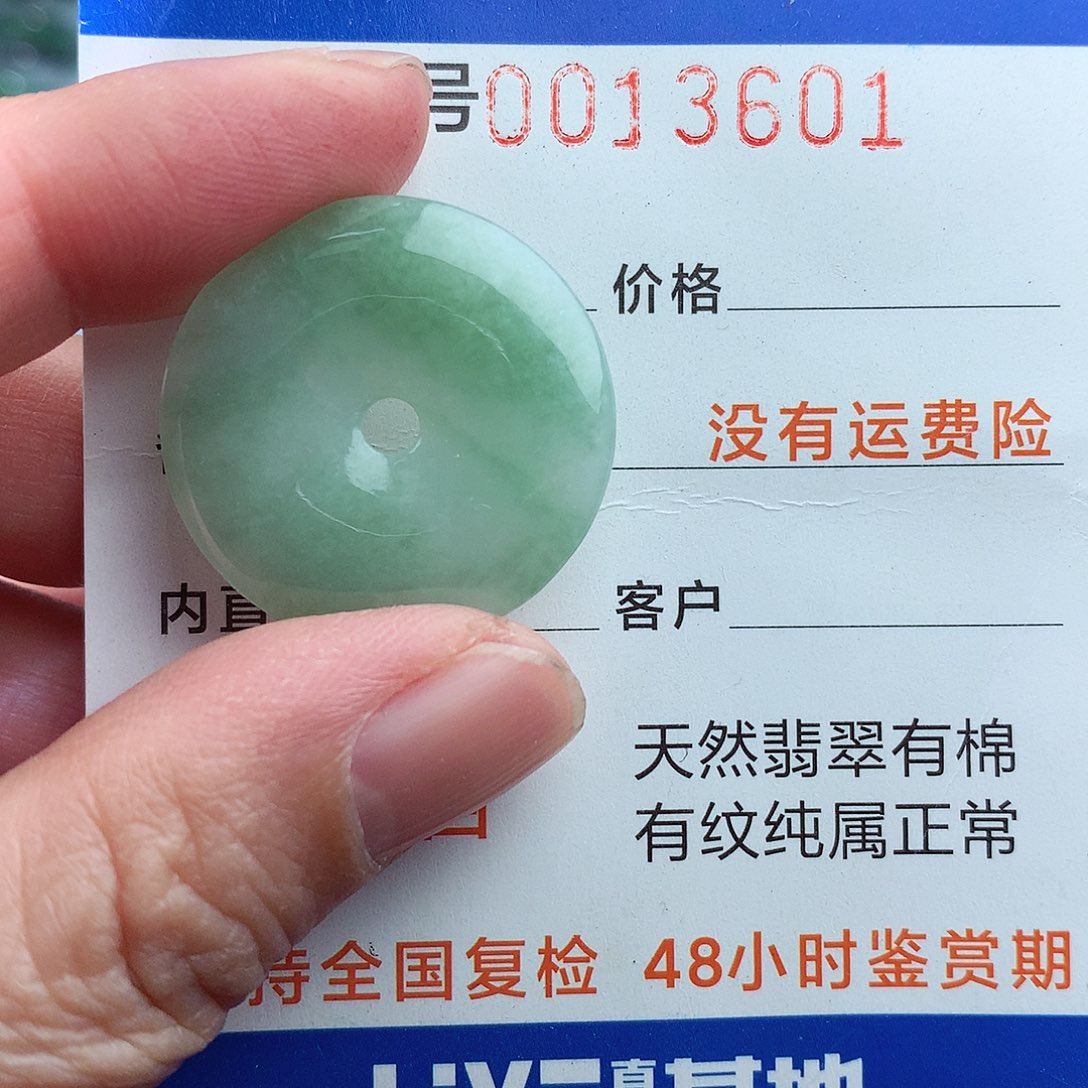 号0013601
价格
没有运费险
内直
客户
天然翡翠有棉
有纹纯属正常
持全国复检 48小时鉴赏期